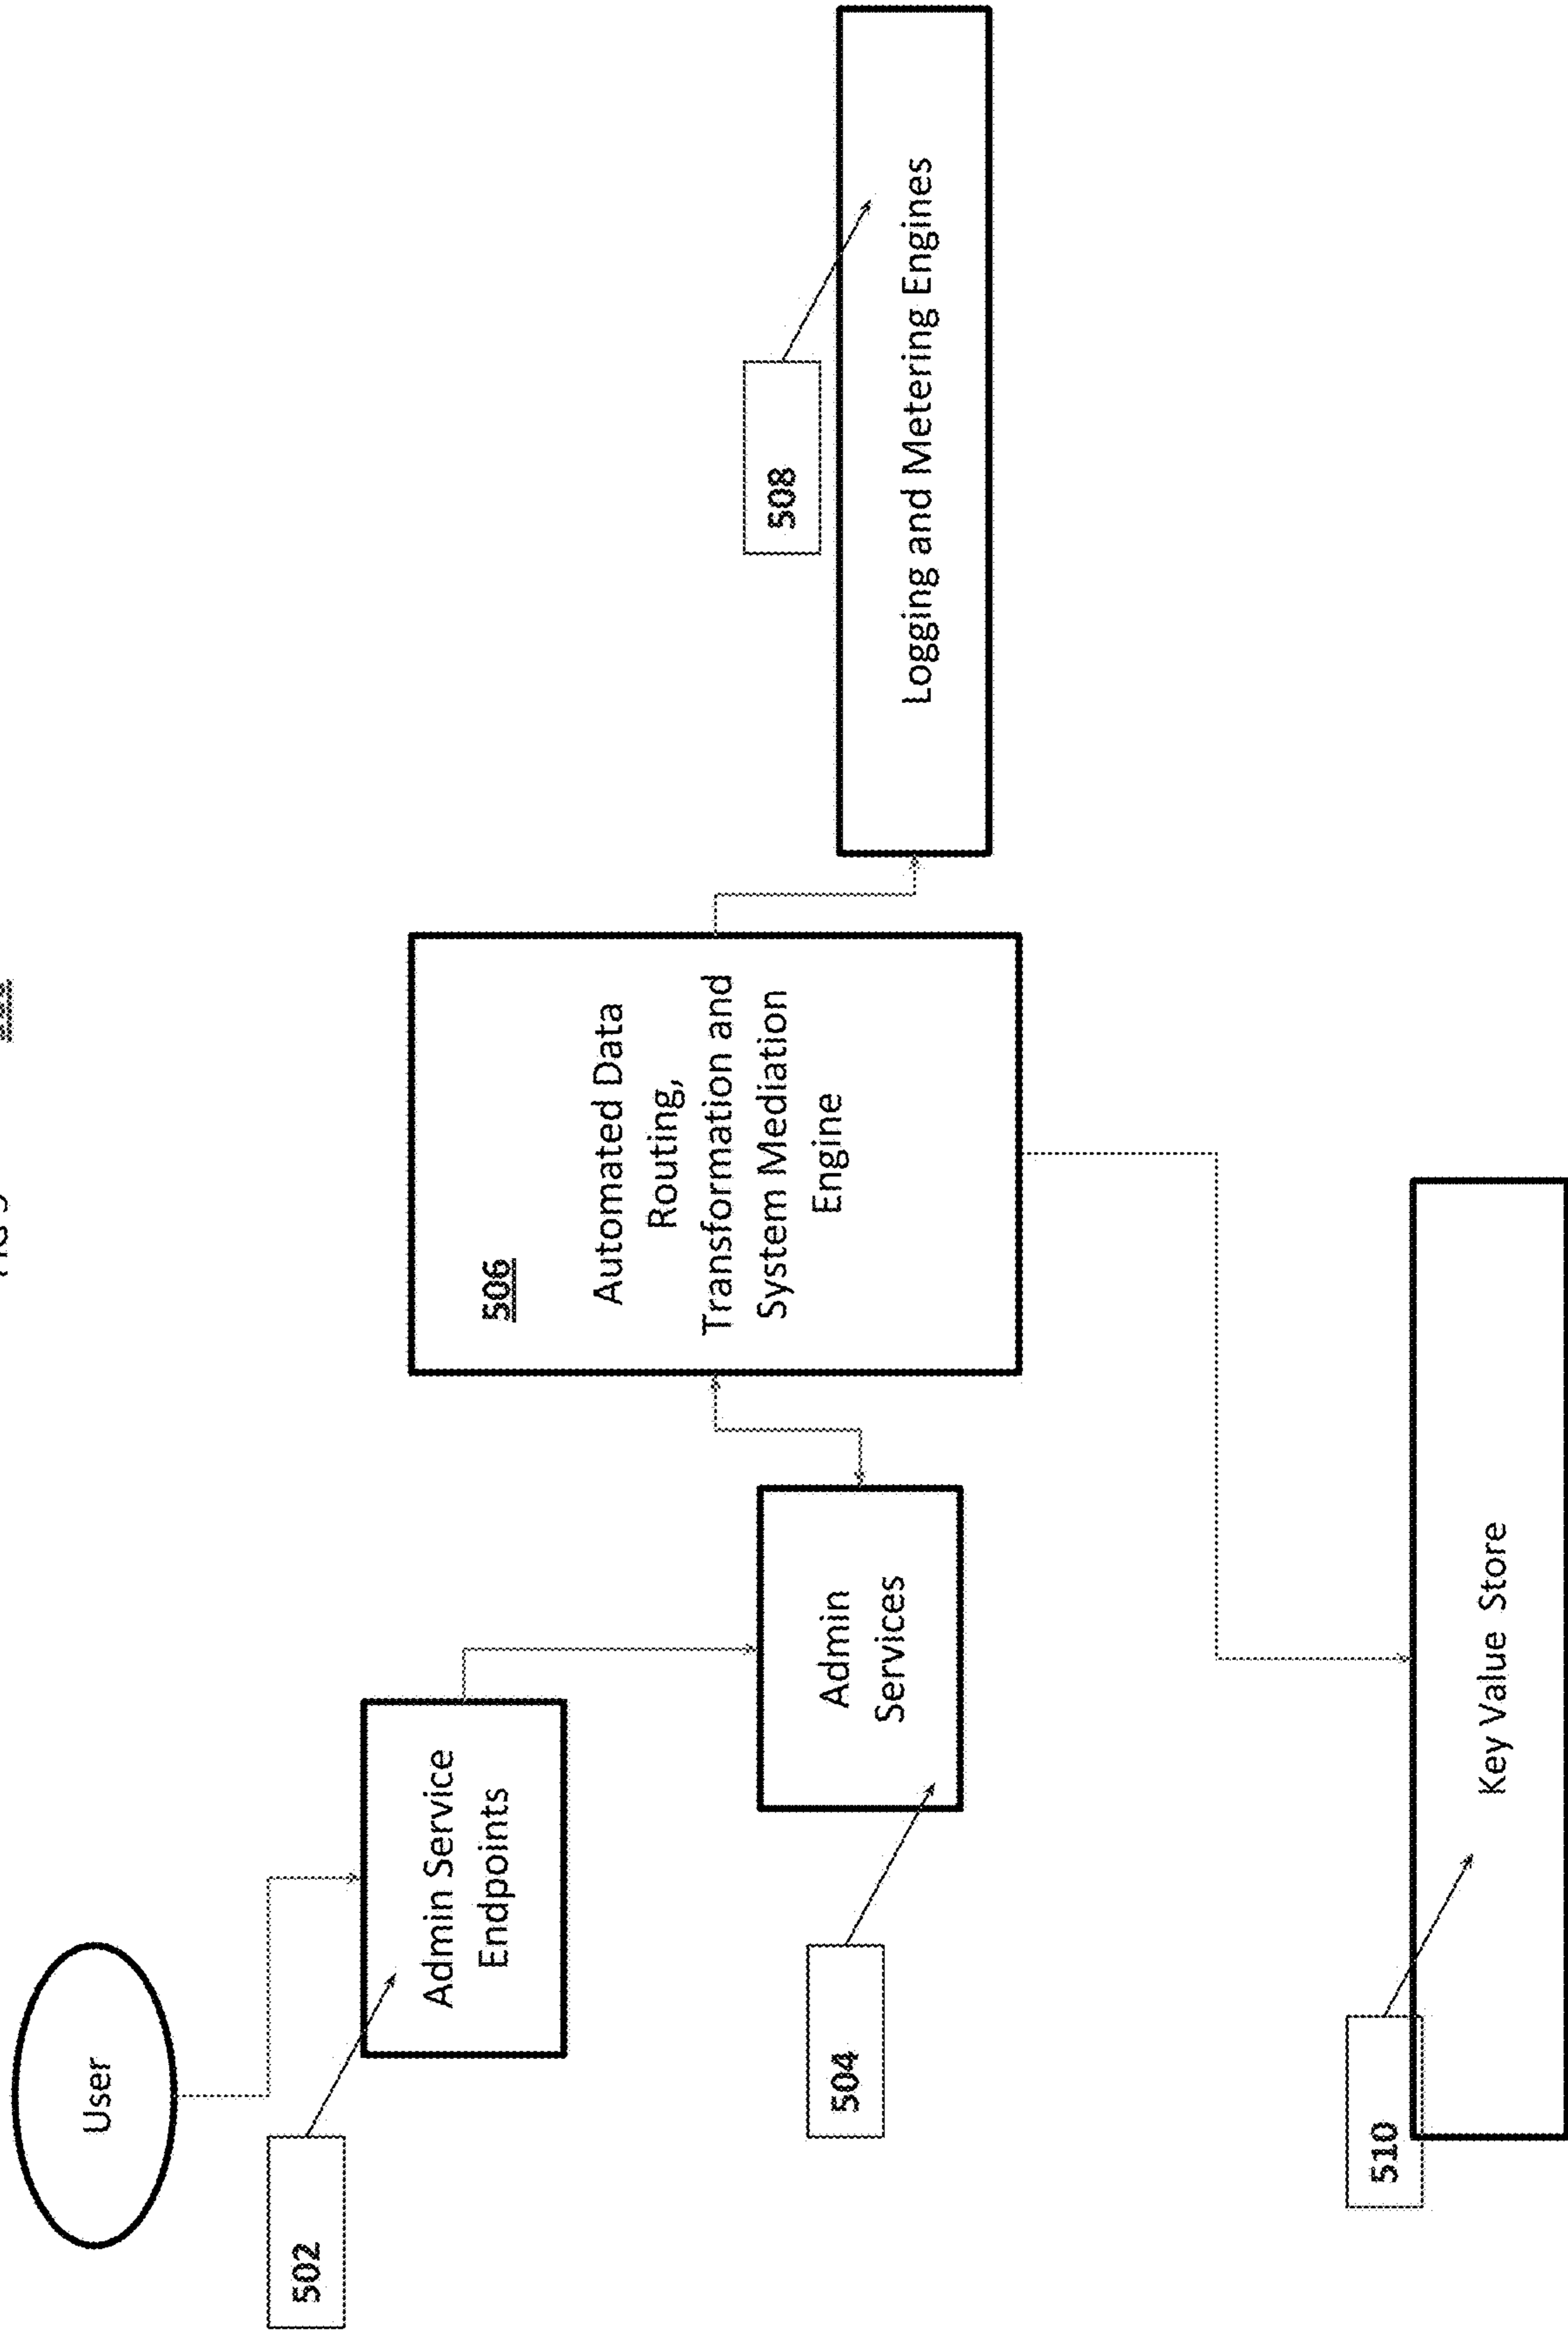 User
502
Admin Service
Endpoints
504
Admin
Services
506
Automated Data
Routing,
Transformation and
System Mediation
Engine
508
Logging and Metering Engines
510
Key Value Store